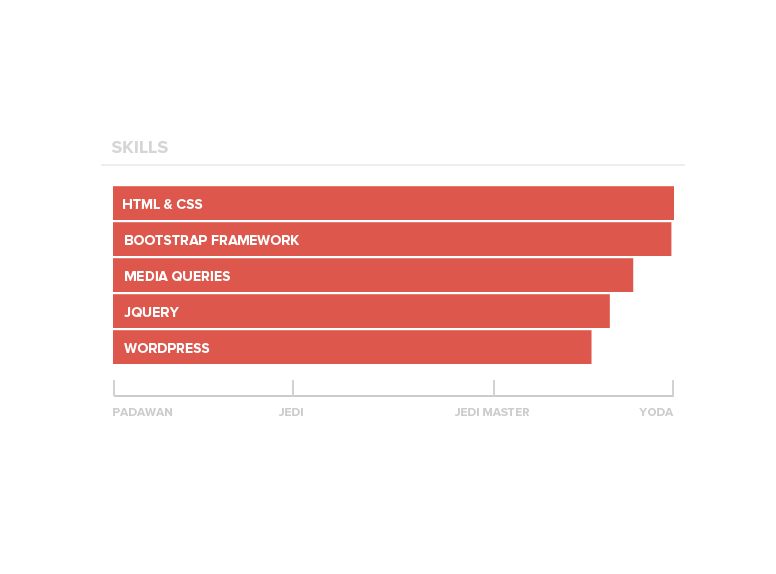 SKILLS
HTML & CSS
BOOTSTRAP FRAMEWORK
MEDIA QUERIES
JQUERY
WORDPRESS
PADAWAN JEDI JEDI MASTER YODA